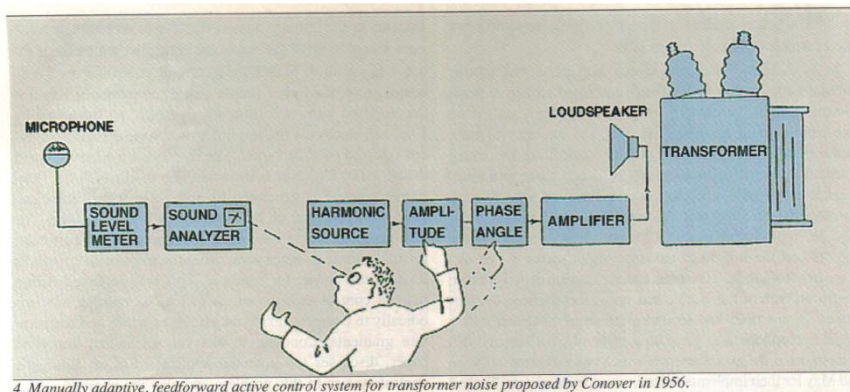 MICROPHONE
SOUND
LEVEL
METER
SOUND
ANALYZER
HARMONIC
SOURCE
AMPLI-
TUDE
PHASE
ANGLE
AMPLIFIER
LOUDSPEAKER
TRANSFORMER
4. Manually adaptive, feedforward active control system for transformer noise proposed by Conover in 1956.